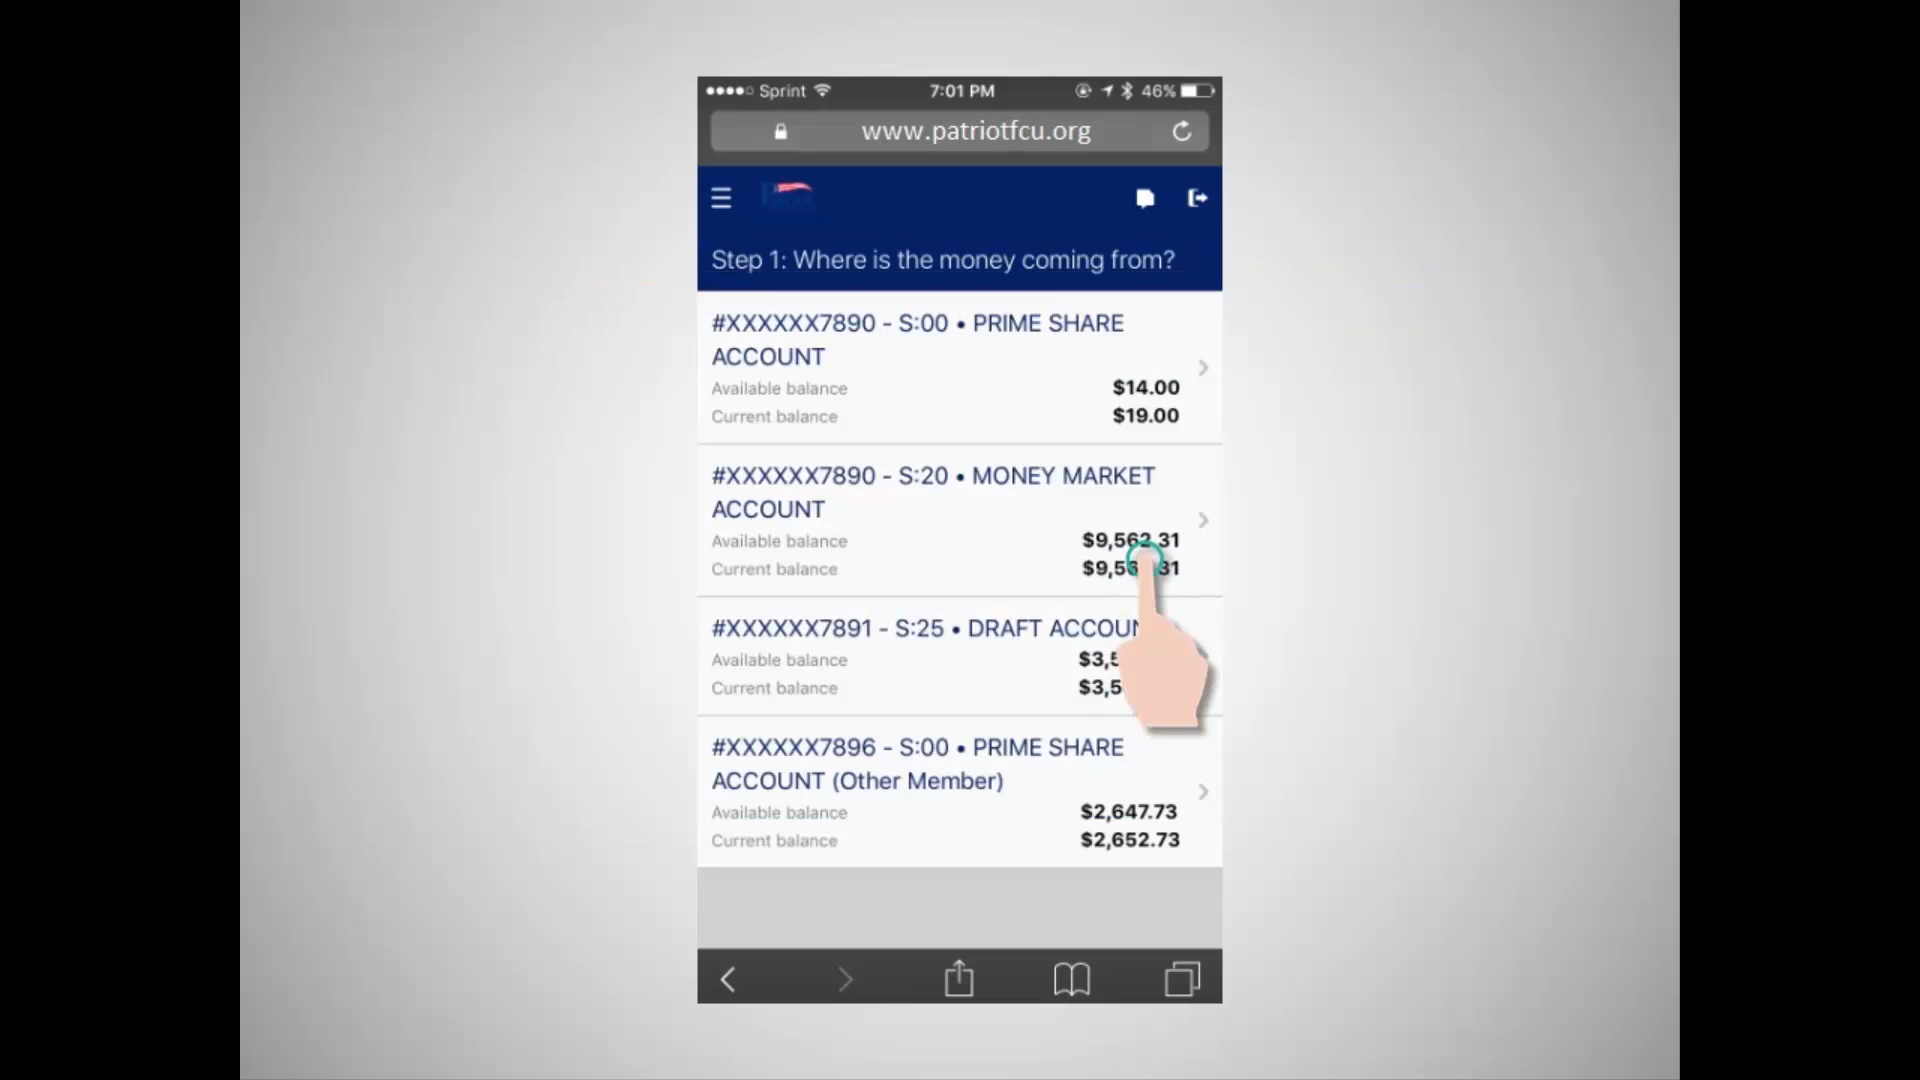 Sprint 7:01 PM 46%
www.patriotfcu.org
Step 1: Where is the money coming from?
#XXXXXX7890 - S:00 • PRIME SHARE
ACCOUNT
Available balance $14.00
Current balance $19.00
#XXXXXX7890 - S:20 • MONEY MARKET
ACCOUNT
Available balance $9,562.31
Current balance
#XXXXXX7891 - S:25 • DRAFT
Available balance
Current balance
#XXXXXX7896 - S:00 • PRIME SHARE
ACCOUNT (Other Member)
Available balance $2,647.73
Current balance $2,652.73